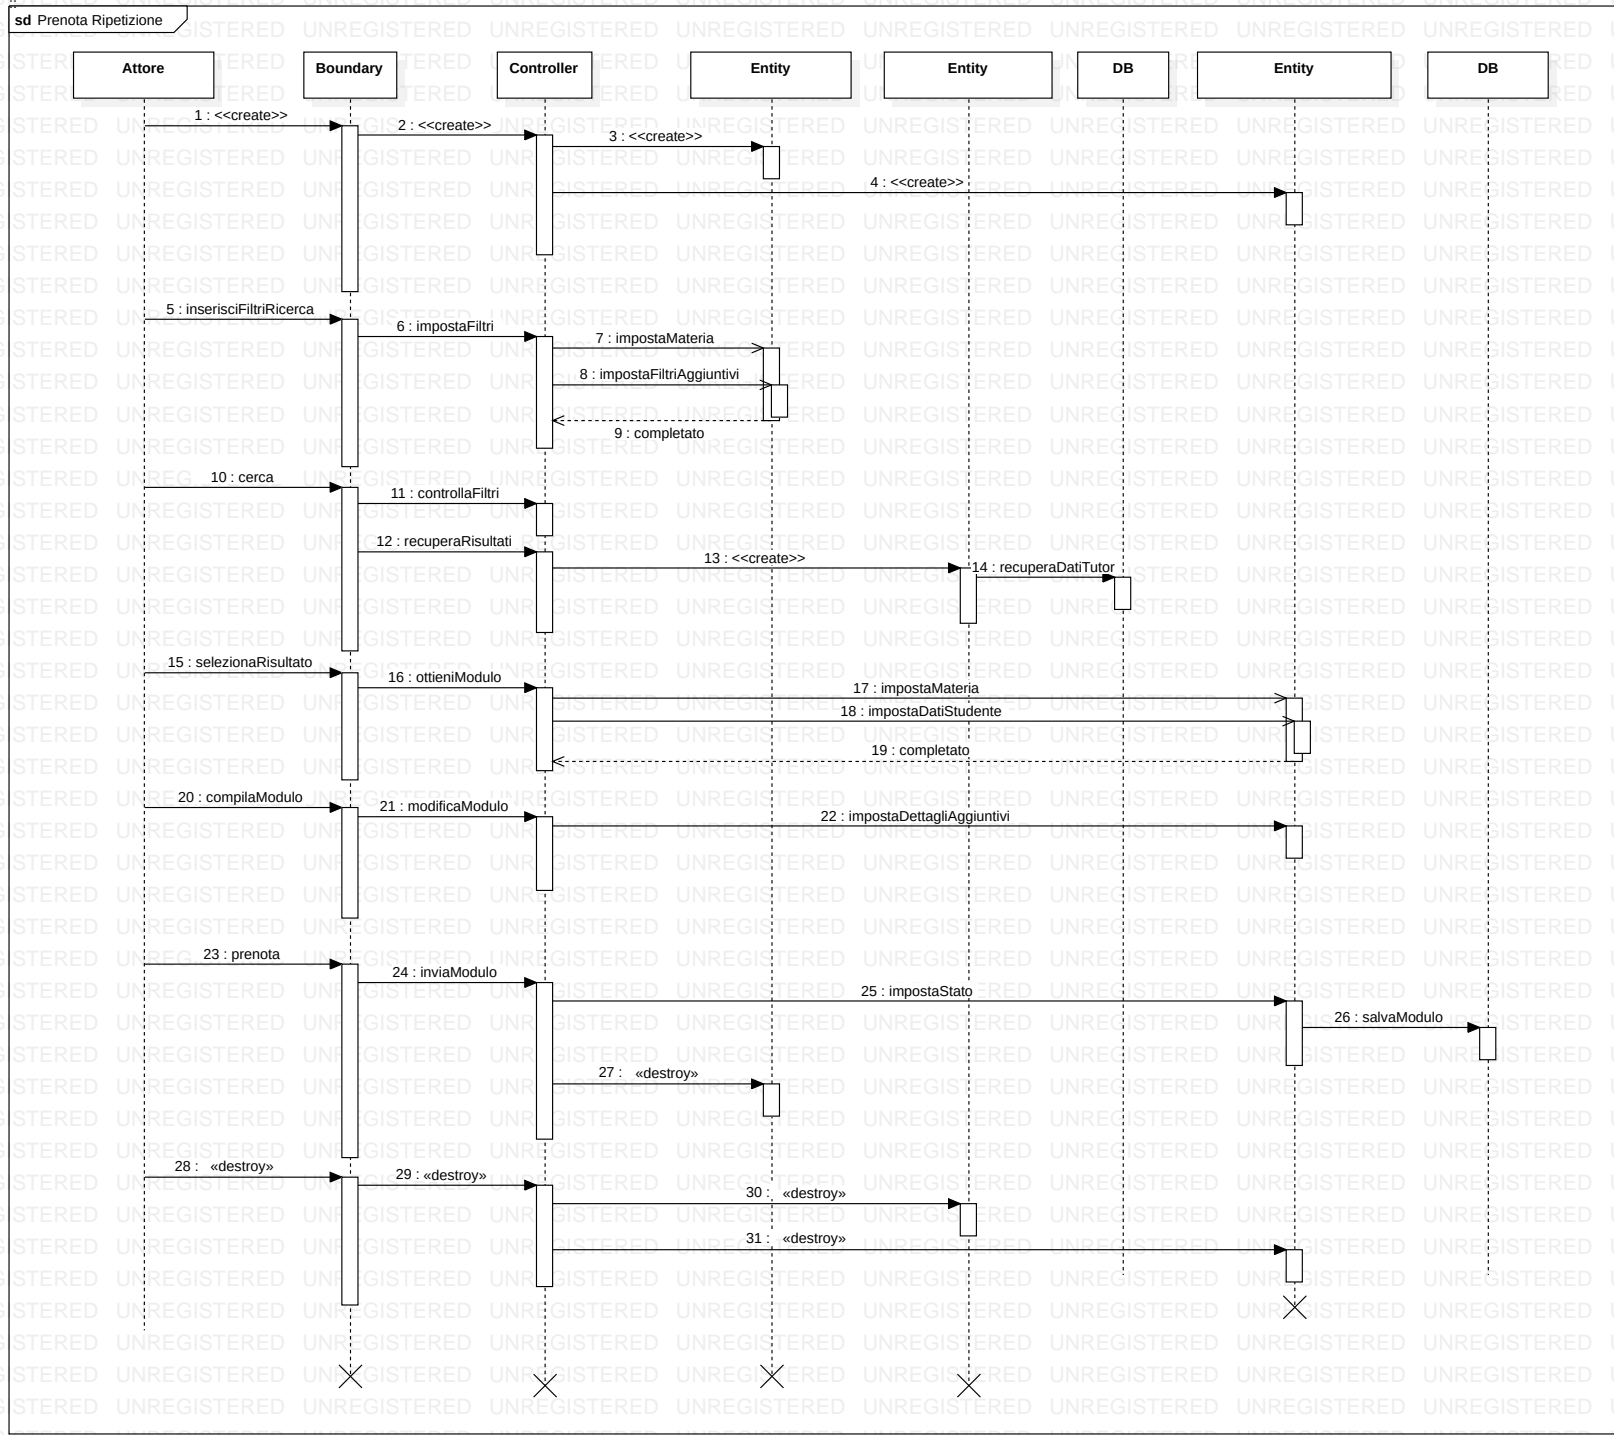 sd Prenota Ripetizione
Attore Boundary Controller Entity Entity DB Entity DB
1 : <<create>>
2 : <<create>>
3 : <<create>>
4 : <<create>>
5 : inserisciFiltriRicerca
6 : impostaFiltri
7 : impostaMateria
8 : impostaFiltriAggiuntivi
9 : completato
10 : cerca
11 : controllaFiltri
12 : recuperaRisultati
13 : <<create>>
14 : recuperaDatiTutor
15 : selezionaRisultato
16 : ottieniModulo
17 : impostaMateria
18 : impostaDatiStudente
19 : completato
20 : compilaModulo
21 : modificaModulo
22 : impostaDettagliAggiuntivi
23 : prenota
24 : inviaModulo
25 : impostaStato
26 : salvaModulo
27 : «destroy»
28 : «destroy»
29 : «destroy»
30 : «destroy»
31 : «destroy»
UNREGISTERED